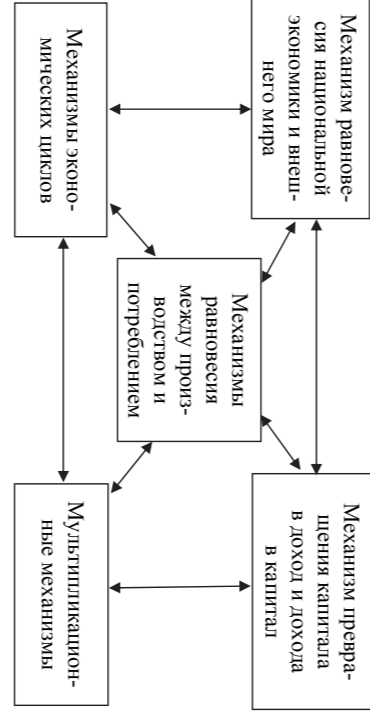 Механизм равнове-
сия национальной
экономики и внеш-
него мира
Механизм превра-
щения капитала
в доход и дохода
в капитал
Механизмы
равновесия
между произ-
водством и
потреблением
Механизмы эконо-
мических циклов
Мультипликацион-
ные механизмы